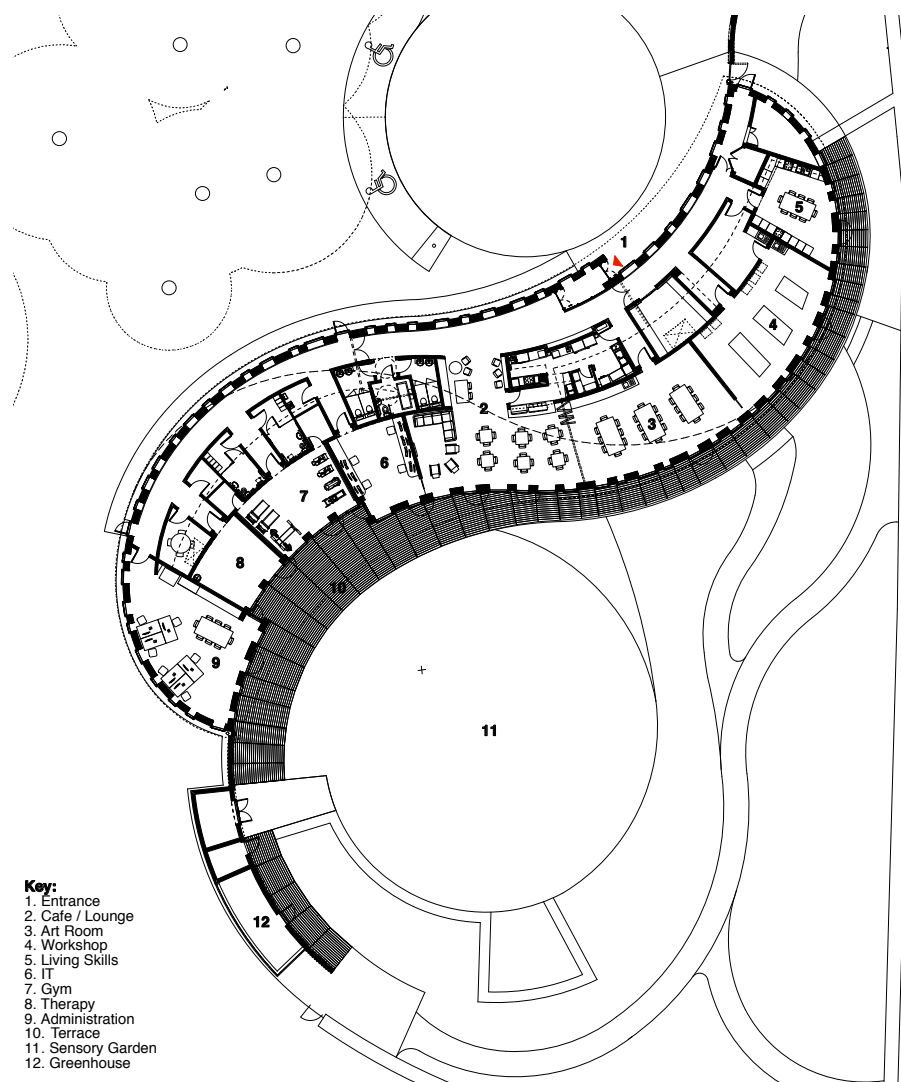 1
5
4
2
3
6
7
8
10
9
11
12
Key:
1. Entrance
2. Cafe / Lounge
3. Art Room
4. Workshop
5. Living Skills
6. IT
7. Gym
8. Therapy
9. Administration
10. Terrace
11. Sensory Garden
12. Greenhouse